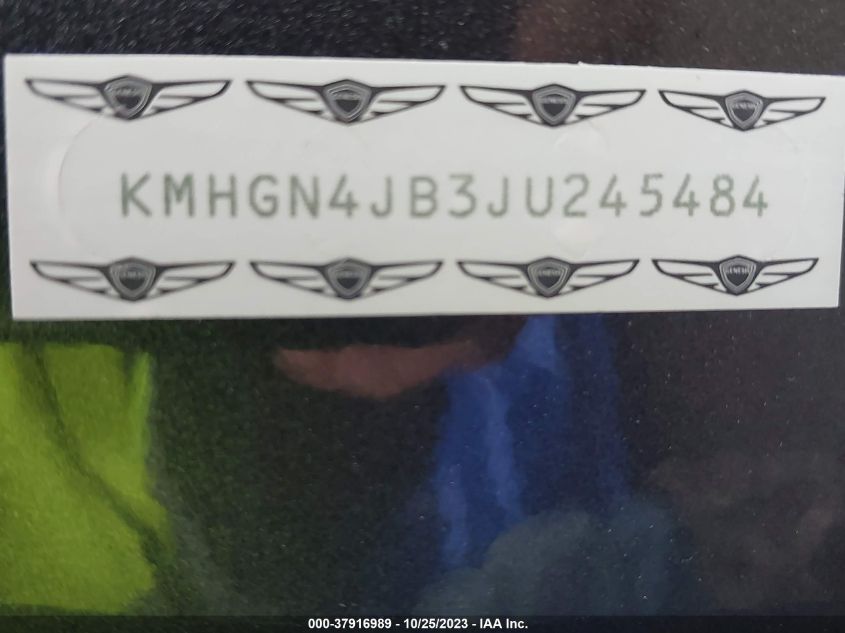 KMHGN4JB3JU245484
000-37916989 - 10/25/2023 - IAA Inc.